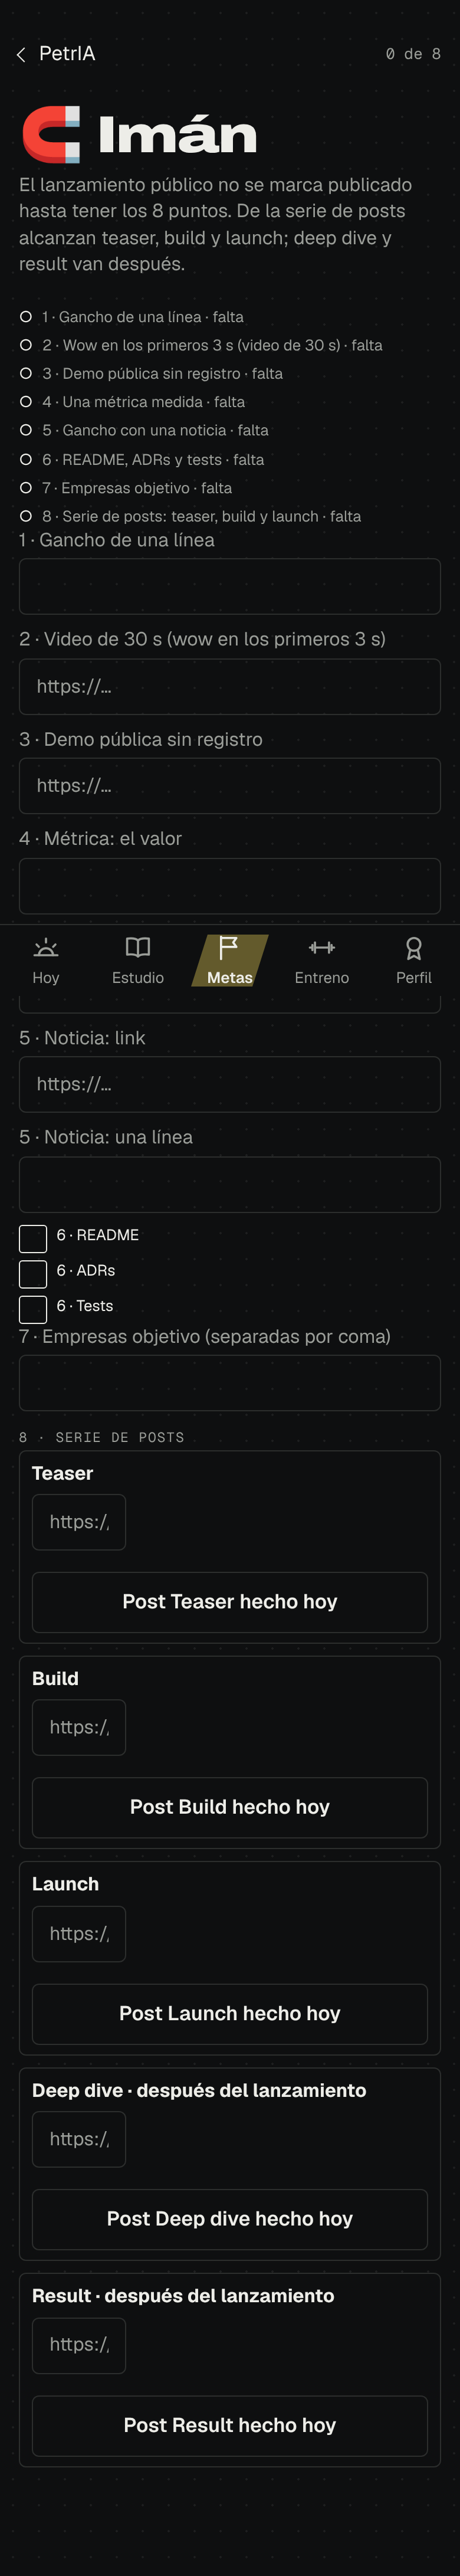 PetrIA
0 de 8
Imán
El lanzamiento público no se marca publicado
hasta tener los 8 puntos. De la serie de posts
alcanzan teaser, build y launch; deep dive y
result van después.
1 · Gancho de una línea · falta
2 · Wow en los primeros 3 s (video de 30 s) · falta
3 · Demo pública sin registro · falta
4 · Una métrica medida · falta
5 · Gancho con una noticia · falta
6 · README, ADRs y tests · falta
7 · Empresas objetivo · falta
8 · Serie de posts: teaser, build y launch · falta
1 · Gancho de una línea
2 · Video de 30 s (wow en los primeros 3 s)
https://...
3 · Demo pública sin registro
https://...
4 · Métrica: el valor
Hoy
Estudio
Metas
Entreno
Perfil
5 · Noticia: link
https://...
5 · Noticia: una línea
6 · README
6 · ADRs
6 · Tests
7 · Empresas objetivo (separadas por coma)
8 · SERIE DE POSTS
Teaser
https:/
Post Teaser hecho hoy
Build
https:/
Post Build hecho hoy
Launch
https:/
Post Launch hecho hoy
Deep dive · después del lanzamiento
https:/
Post Deep dive hecho hoy
Result · después del lanzamiento
https:/
Post Result hecho hoy